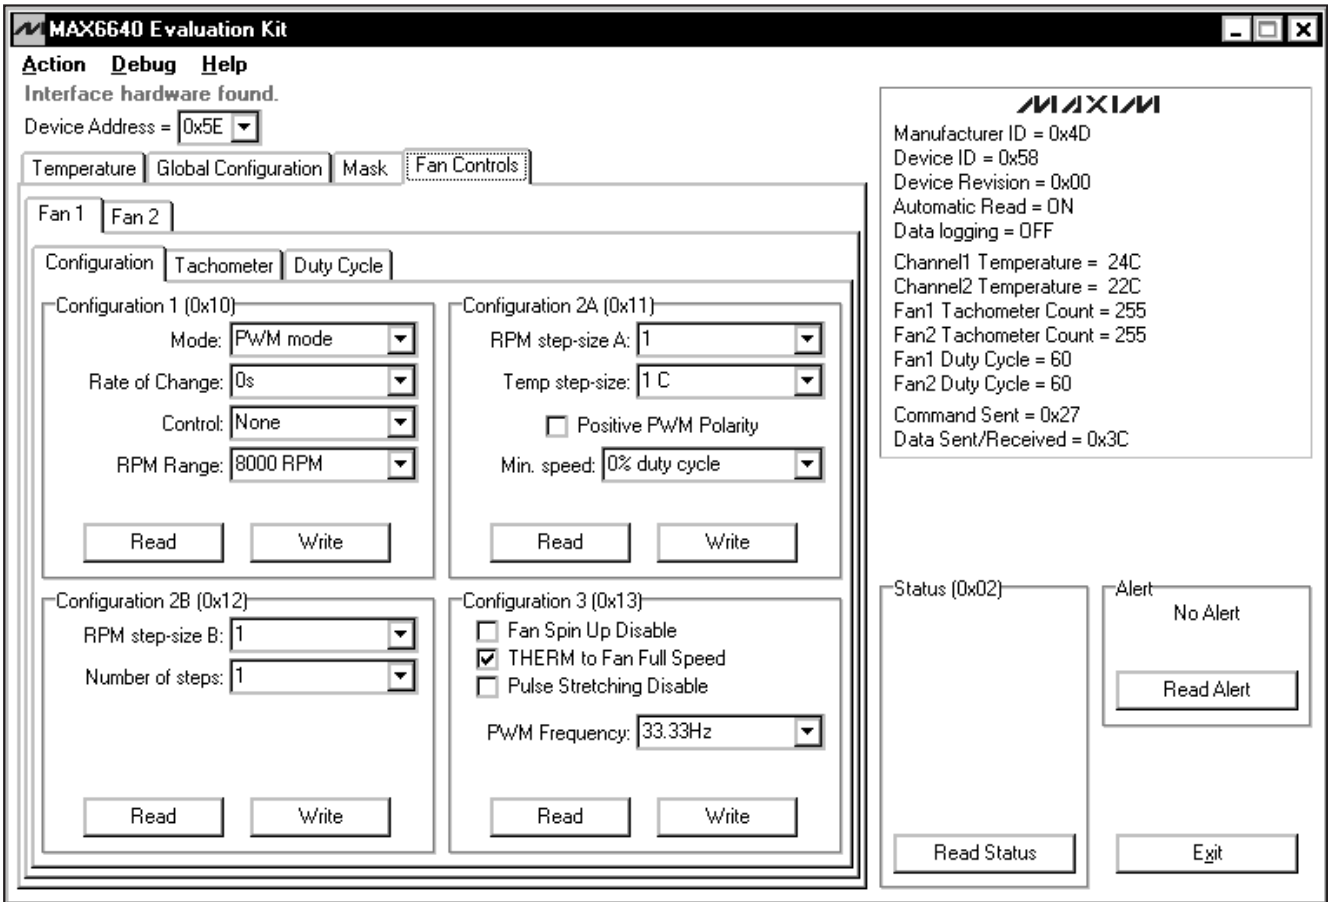 MAX6640 Evaluation Kit
Action Debug Help
Interface hardware found.
Device Address = 0x5E
Temperature Global Configuration Mask Fan Controls
Fan 1 Fan 2
Configuration Tachometer Duty Cycle
Configuration 1 (0x10)
Mode: PWM mode
Rate of Change: 0s
Control: None
RPM Range: 8000 RPM
Read Write
Configuration 2A (0x11)
RPM step-size A: 1
Temp step-size: 1 C
Positive PWM Polarity
Min. speed: 0% duty cycle
Read Write
Configuration 2B (0x12)
RPM step-size B: 1
Number of steps: 1
Read Write
Configuration 3 (0x13)
Fan Spin Up Disable
THERM to Fan Full Speed
Pulse Stretching Disable
PWM Frequency: 33.33Hz
Read Write
MAXIM
Manufacturer ID = 0x4D
Device ID = 0x58
Device Revision = 0x00
Automatic Read = ON
Data logging = OFF
Channel1 Temperature = 24C
Channel2 Temperature = 22C
Fan1 Tachometer Count = 255
Fan2 Tachometer Count = 255
Fan1 Duty Cycle = 60
Fan2 Duty Cycle = 60
Command Sent = 0x27
Data Sent/Received = 0x3C
Status (0x02)
Read Status
Alert
No Alert
Read Alert
Exit